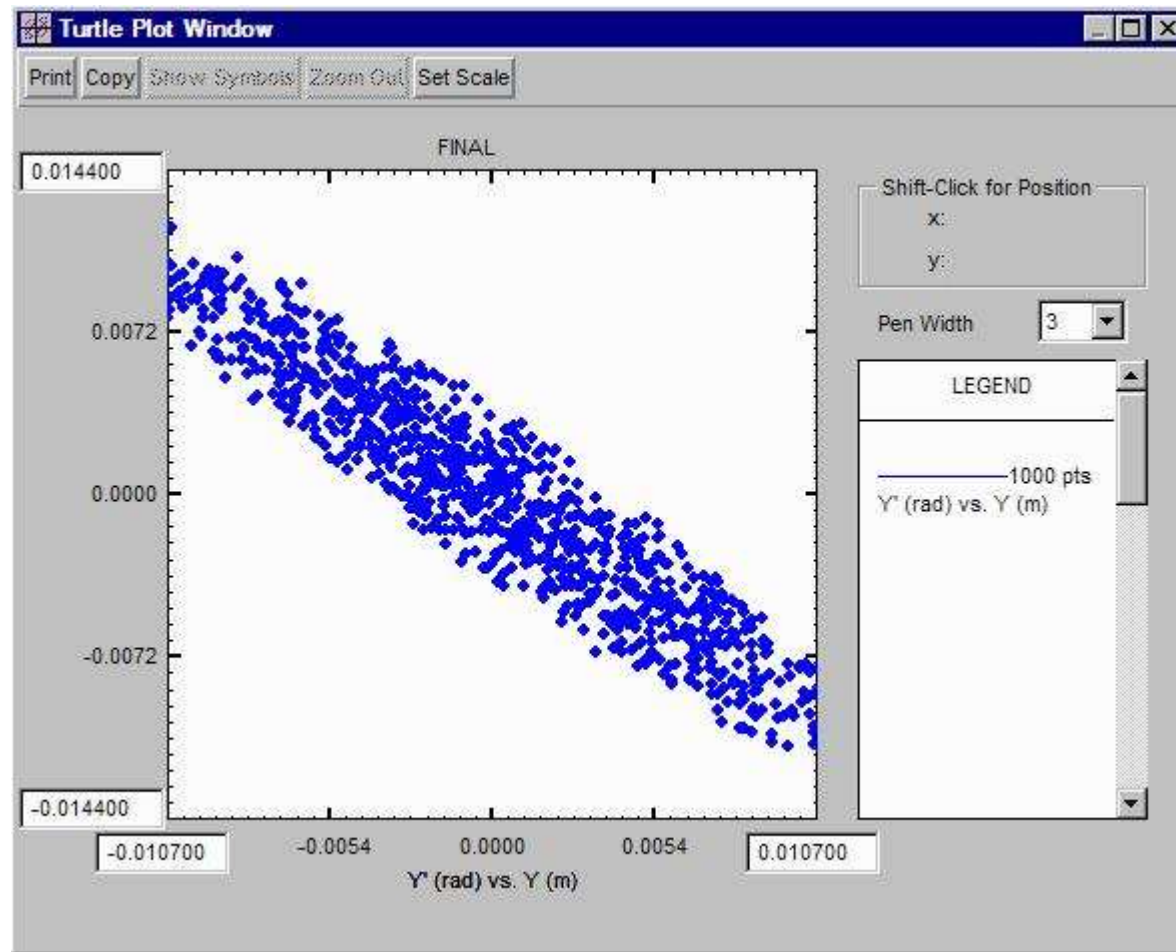 Turtle Plot Window
Print Copy Show Symbols Zoom Out Set Scale
FINAL
0.014400
0.0072
0.0000
-0.0072
-0.014400
-0.010700
-0.0054
0.0000
0.0054
0.010700
Y' (rad) vs. Y (m)
Shift-Click for Position
x:
y:
Pen Width 3
LEGEND
1000 pts
Y' (rad) vs. Y (m)